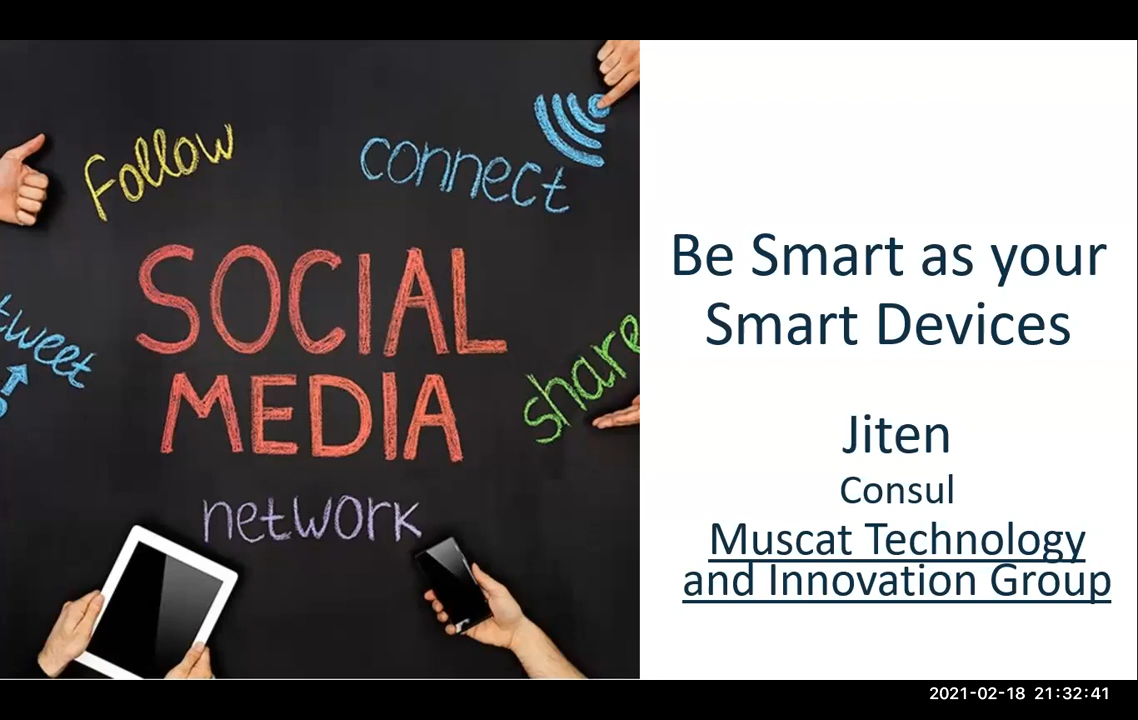 Follow
connect
SOCIAL
MEDIA
tweet
share
network
Be Smart as your
Smart Devices
Jiten
Consul
Muscat Technology
and Innovation Group
2021-02-18 21:32:41